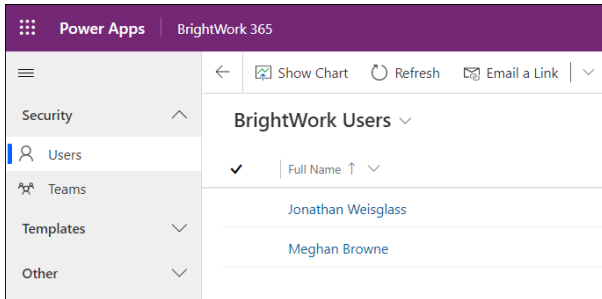 Power Apps BrightWork 365
Show Chart Refresh Email a Link
Security
BrightWork Users
Users
Full Name
Teams
Jonathan Weisglass
Templates
Meghan Browne
Other